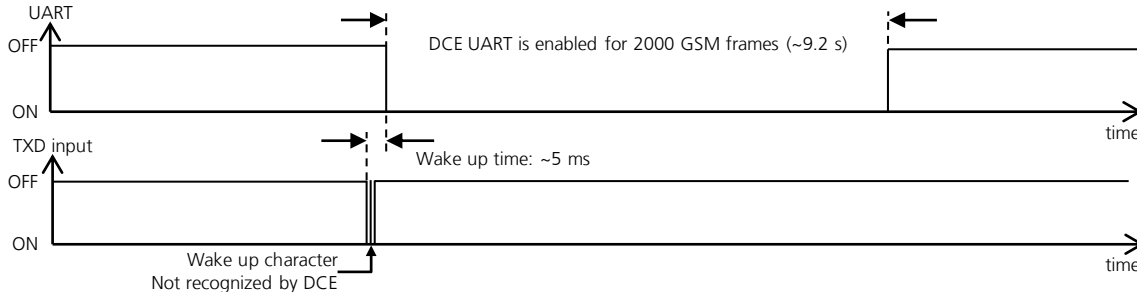 UART
OFF
DCE UART is enabled for 2000 GSM frames (~9.2 s)
ON
time
TXD input
Wake up time: ~5 ms
OFF
ON
Wake up character
Not recognized by DCE
time